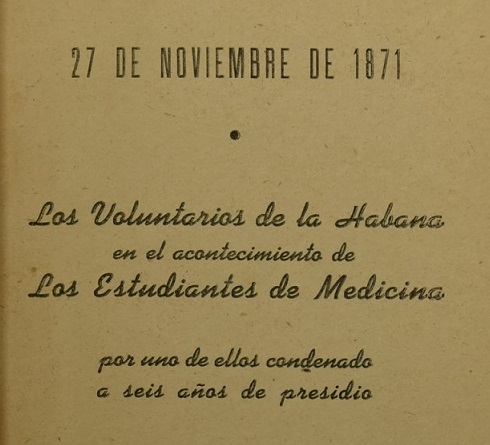 27 DE NOVIEMBRE DE 1871
Los Voluntarios de la Habana
en el acontecimiento de
Los Estudiantes de Medicina
por uno de ellos condenado
a seis años de presidio